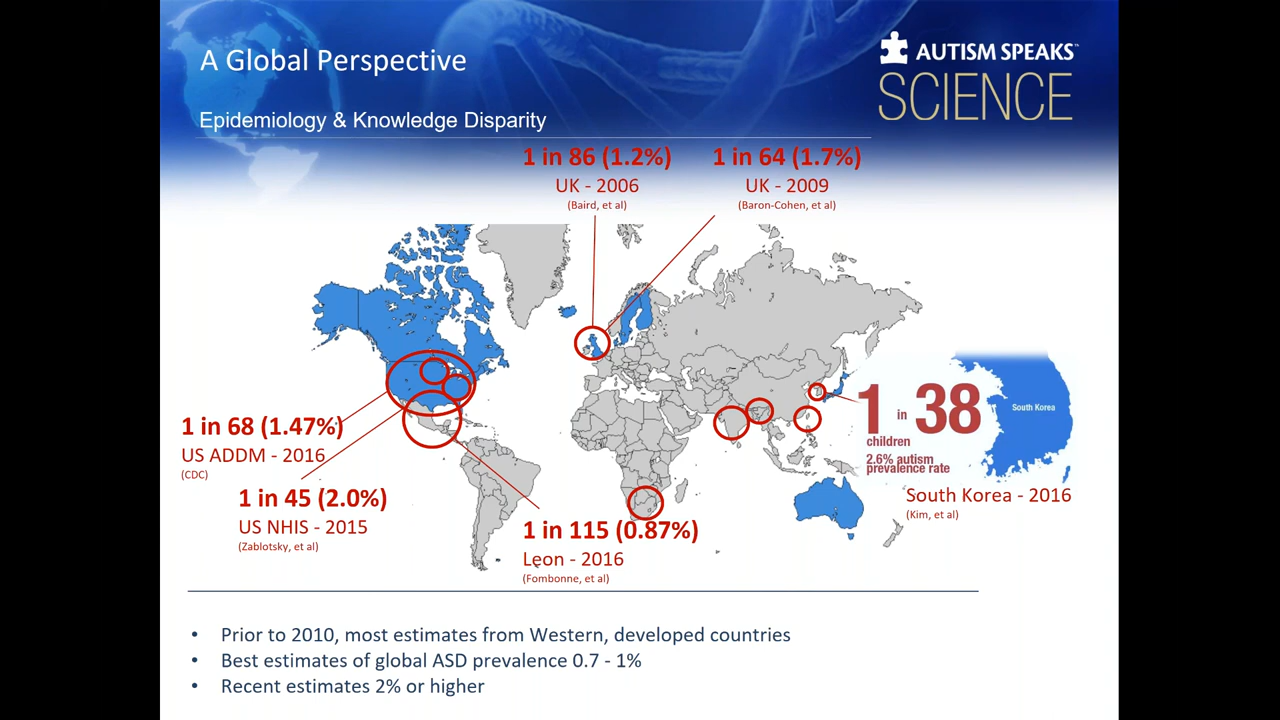 A Global Perspective
AUTISM SPEAKS™
SCIENCE
Epidemiology & Knowledge Disparity
1 in 86 (1.2%)
UK - 2006
(Baird, et al)
1 in 64 (1.7%)
UK - 2009
(Baron-Cohen, et al)
1 in 68 (1.47%)
US ADDM - 2016
(CDC)
1 in 45 (2.0%)
US NHIS - 2015
(Zablotsky, et al)
1 in 115 (0.87%)
Leon - 2016
(Fombonne, et al)
1 in 38
children
2.6% autism
prevalence rate
South Korea
South Korea - 2016
(Kim, et al)
• Prior to 2010, most estimates from Western, developed countries
• Best estimates of global ASD prevalence 0.7 - 1%
• Recent estimates 2% or higher